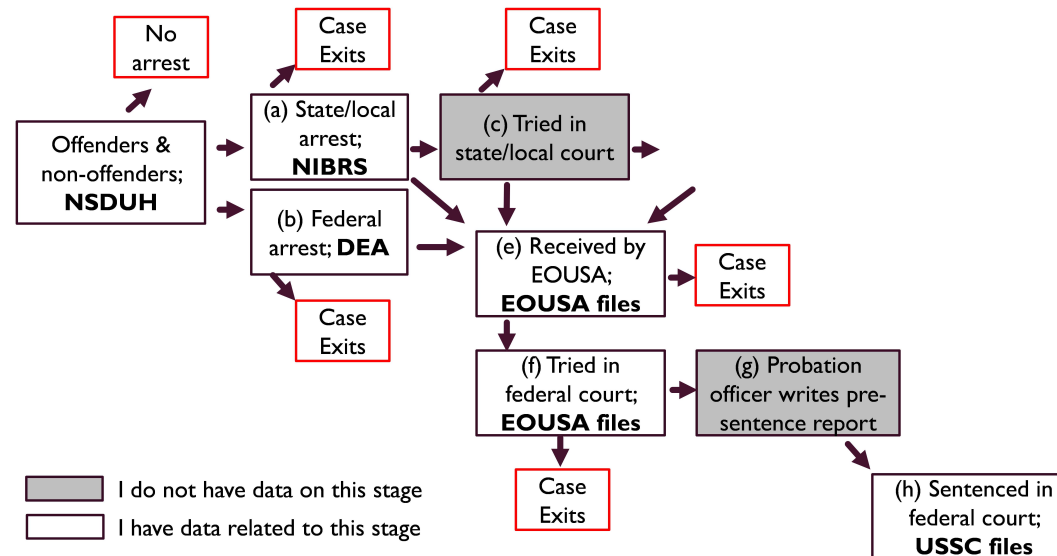 No
arrest
Case
Exits
Case
Exits
Offenders &
non-offenders;
NSDUH
(a) State/local
arrest;
NIBRS
(c) Tried in
state/local court
(b) Federal
arrest; DEA
(e) Received by
EOUSA;
EOUSA files
Case
Exits
Case
Exits
(f) Tried in
federal court;
EOUSA files
(g) Probation
officer writes pre-
sentence report
Case
Exits
(h) Sentenced in
federal court;
USSC files
I do not have data on this stage
I have data related to this stage